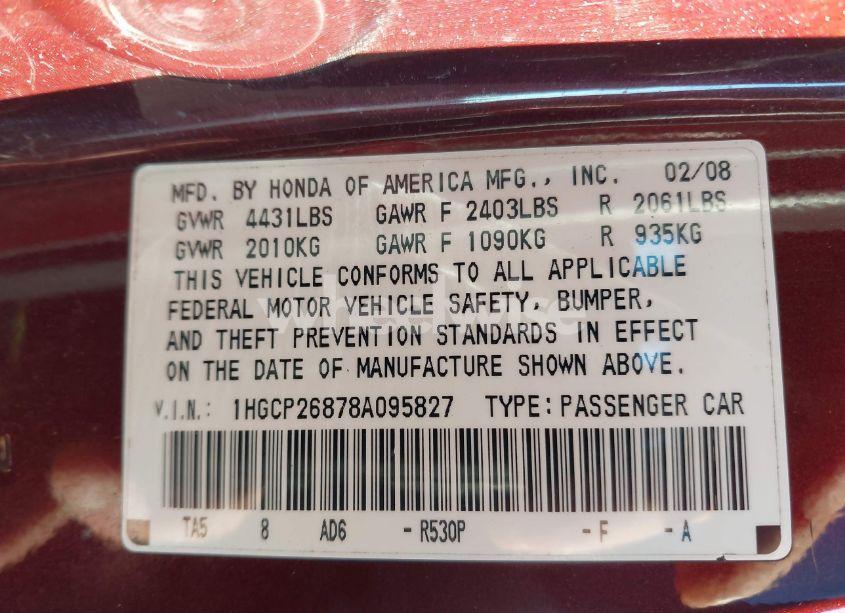 MFD. BY HONDA OF AMERICA MFG., INC. 02/08
GVWR 4431LBS GAWR F 2403LBS R 2061LBS
GVWR 2010KG GAWR F 1090KG R 935KG
THIS VEHICLE CONFORMS TO ALL APPLICABLE
FEDERAL MOTOR VEHICLE SAFETY, BUMPER,
AND THEFT PREVENTION STANDARDS IN EFFECT
ON THE DATE OF MANUFACTURE SHOWN ABOVE.
V.I.N.: 1HGCP26878A095827 TYPE: PASSENGER CAR
TA5 8 AD6 - R530P - F - A